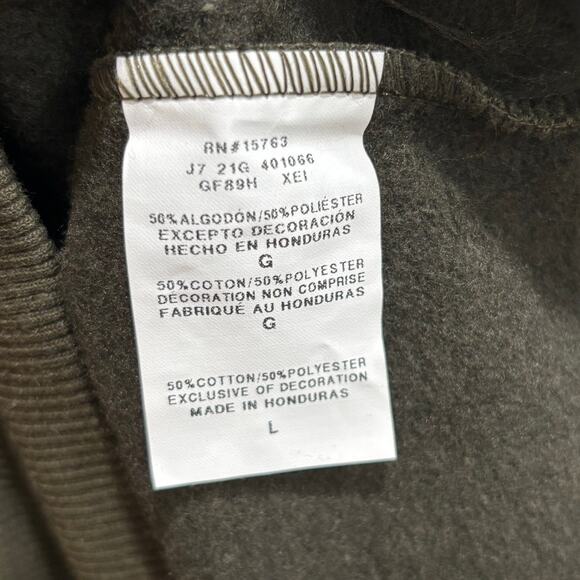 RN#15763
J7 21G 401066
GF89H XEI
50%ALGODÓN/50%POLIÉSTER
EXCEPTO DECORACIÓN
HECHO EN HONDURAS
G
50%COTON/50%POLYESTER
DÉCORATION NON COMPRISE
FABRIQUÉ AU HONDURAS
G
50%COTTON/50%POLYESTER
EXCLUSIVE OF DECORATION
MADE IN HONDURAS
L